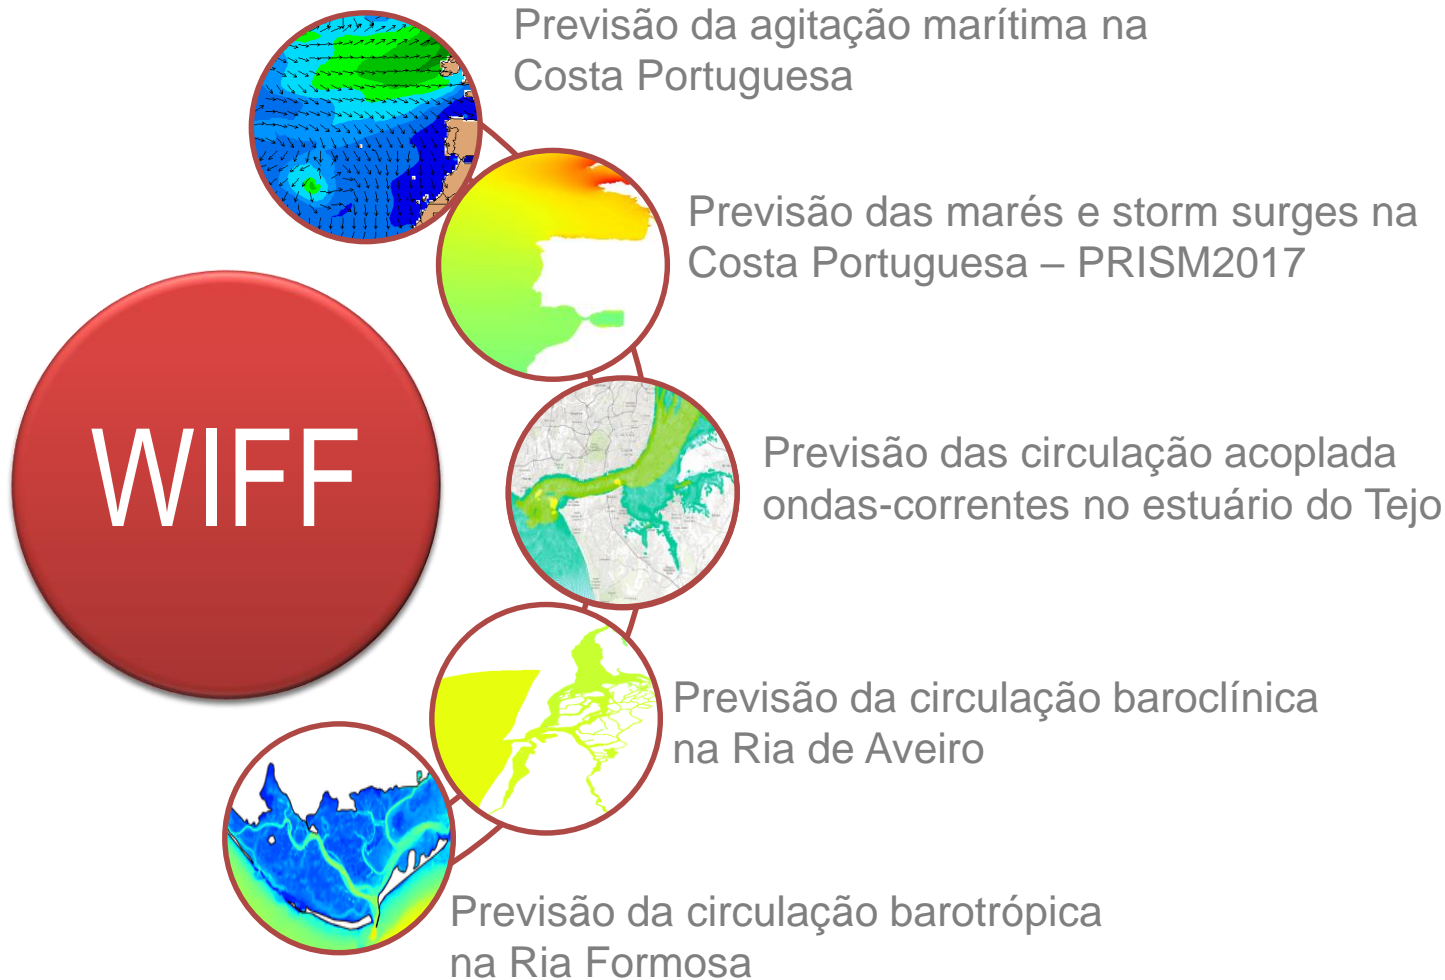 Previsão da agitação marítima na
Costa Portuguesa
Previsão das marés e storm surges na
Costa Portuguesa – PRISM2017
WIFF
Previsão das circulação acoplada
ondas-correntes no estuário do Tejo
Previsão da circulação baroclínica
na Ria de Aveiro
Previsão da circulação barotrópica
na Ria Formosa